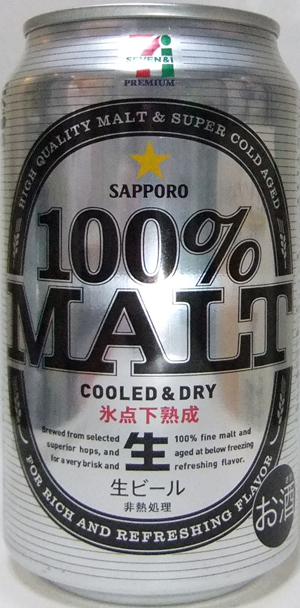 7i
SEVEN&i
PREMIUM
HIGH QUALITY MALT & SUPER COLD AGED
SAPPORO
100%
MALT
COOLED & DRY
氷点下熟成
Brewed from selected
superior hops, and
for a very brisk and
生
100% fine malt and
aged at below freezing
refreshing flavor.
生ビール
非熱処理
FOR RICH AND REFRESHING FLAVOR
お酒